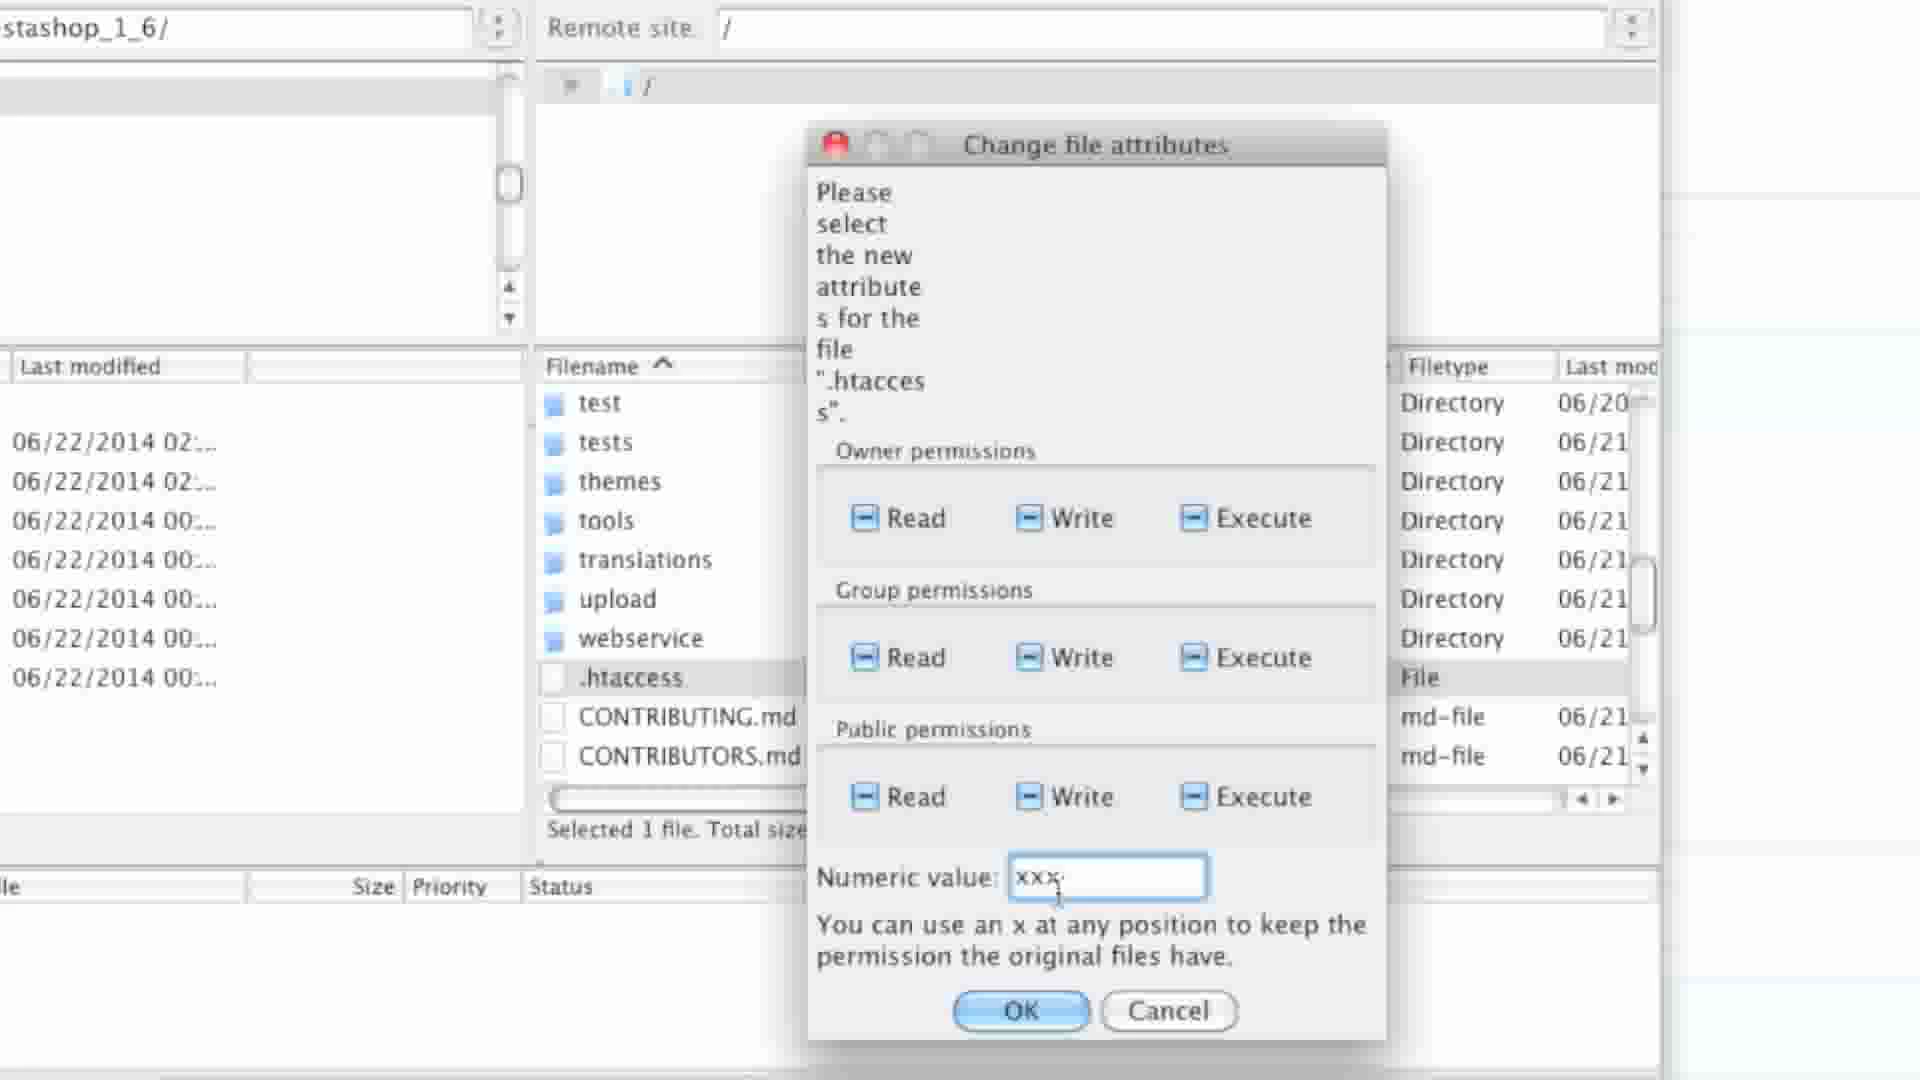 stashop_1_6/
Remote site: /
/
Change file attributes
Please
select
the new
attribute
s for the
file
".htacces
s".
Owner permissions
Read Write Execute
Group permissions
Read Write Execute
Public permissions
Read Write Execute
Numeric value: xxx
You can use an x at any position to keep the
permission the original files have.
OK Cancel
Last modified
06/22/2014 02:...
06/22/2014 02:...
06/22/2014 00:...
06/22/2014 00:...
06/22/2014 00:...
06/22/2014 00:...
06/22/2014 00:...
Filename Filetype Last mod
test Directory 06/20
tests Directory 06/21
themes Directory 06/21
tools Directory 06/21
translations Directory 06/21
upload Directory 06/21
webservice Directory 06/21
.htaccess File
CONTRIBUTING.md md-file 06/21
CONTRIBUTORS.md md-file 06/21
Selected 1 file. Total size
le Size Priority Status